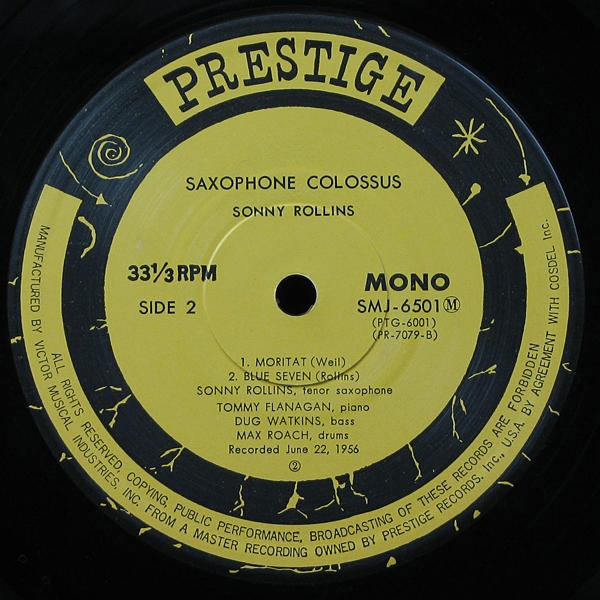 PRESTIGE
SAXOPHONE COLOSSUS
SONNY ROLLINS
33⅓ RPM
SIDE 2
MONO
SMJ-6501 Ⓜ
(PTG-6001)
(PR-7079-B)
1. MORITAT (Weil)
2. BLUE SEVEN (Rollins)
SONNY ROLLINS, tenor saxophone
TOMMY FLANAGAN, piano
DUG WATKINS, bass
MAX ROACH, drums
Recorded June 22, 1956
②
ALL RIGHTS RESERVED, COPYING, PUBLIC PERFORMANCE, BROADCASTING OF THESE RECORDS ARE FORBIDDEN
MANUFACTURED BY VICTOR MUSICAL INDUSTRIES, INC. FROM A MASTER RECORDING OWNED BY PRESTIGE RECORDS. Inc., U.S.A. BY AGREEMENT WITH COSDEL Inc.